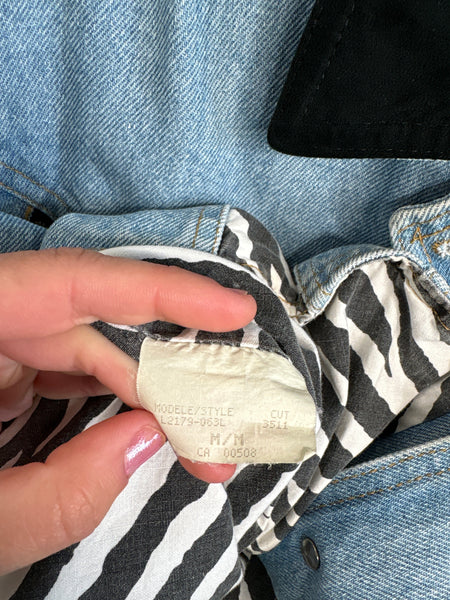 MODELE/STYLE CUT
L2179-063L 3511
M/M
CA 00508